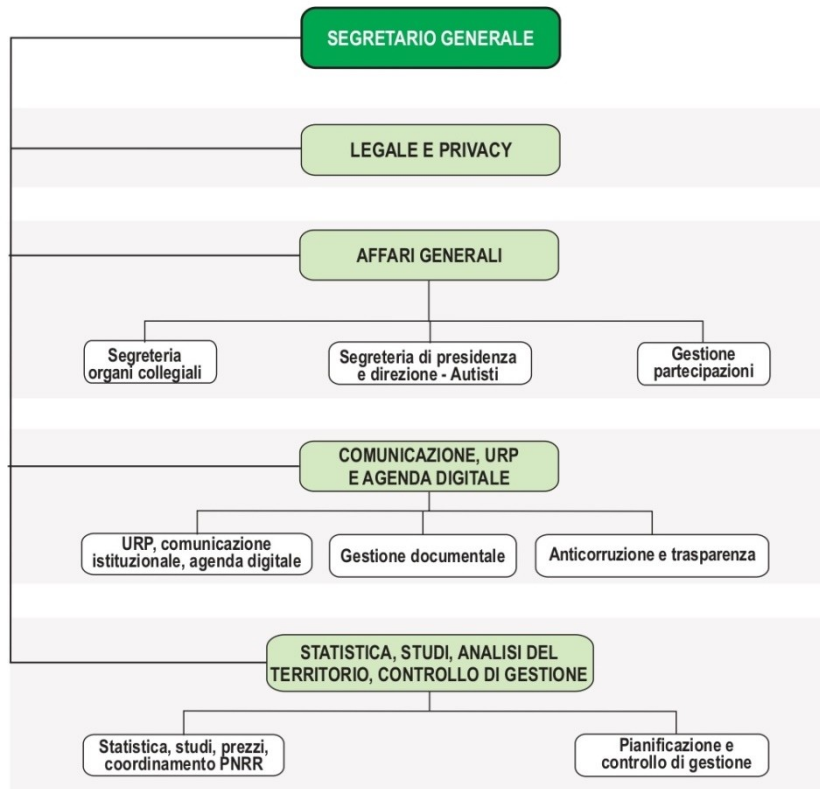 SEGRETARIO GENERALE
LEGALE E PRIVACY
AFFARI GENERALI
Segreteria
organi collegiali
Segreteria di presidenza
e direzione - Autisti
Gestione
partecipazioni
COMUNICAZIONE, URP
E AGENDA DIGITALE
URP, comunicazione
istituzionale, agenda digitale
Gestione documentale
Anticorruzione e trasparenza
STATISTICA, STUDI, ANALISI DEL
TERRITORIO, CONTROLLO DI GESTIONE
Statistica, studi, prezzi,
coordinamento PNRR
Pianificazione e
controllo di gestione